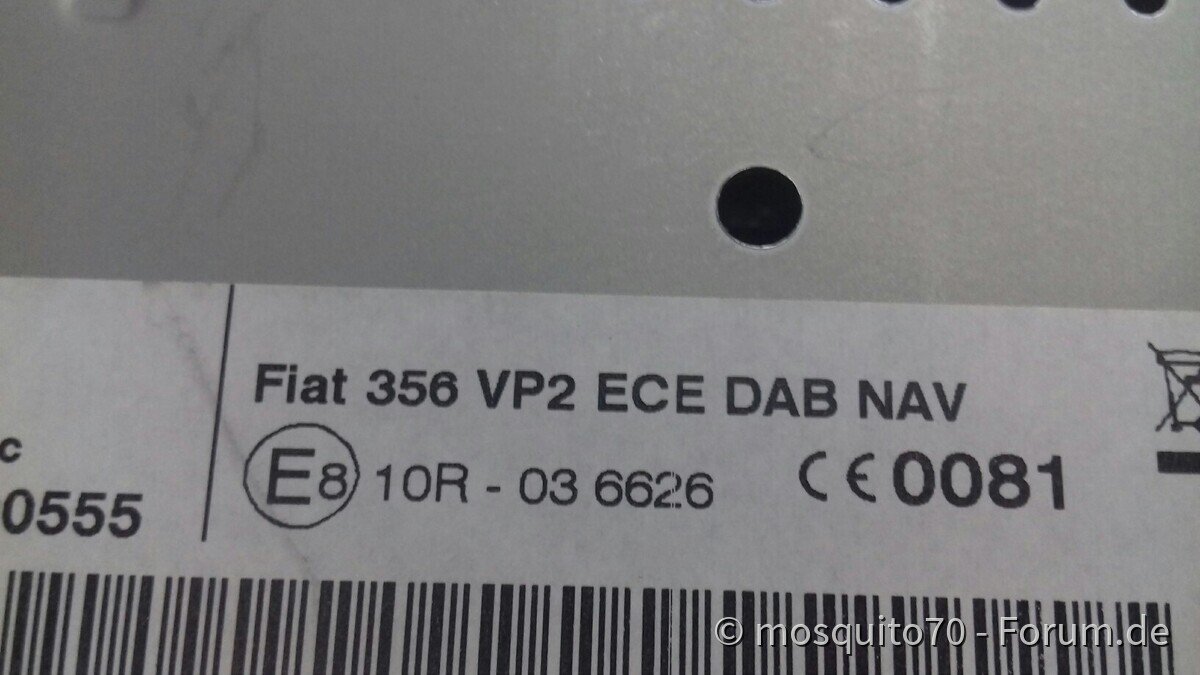 Fiat 356 VP2 ECE DAB NAV
c
E8 10R - 03 6626 CE 0081
0555
© mosquito70 - Forum.de